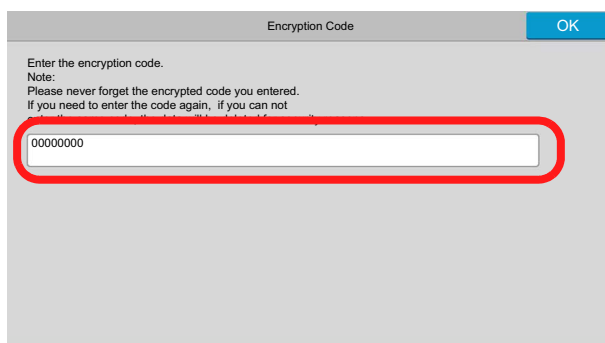 Encryption Code
OK
Enter the encryption code.
Note:
Please never forget the encrypted code you entered.
If you need to enter the code again, if you can not
00000000